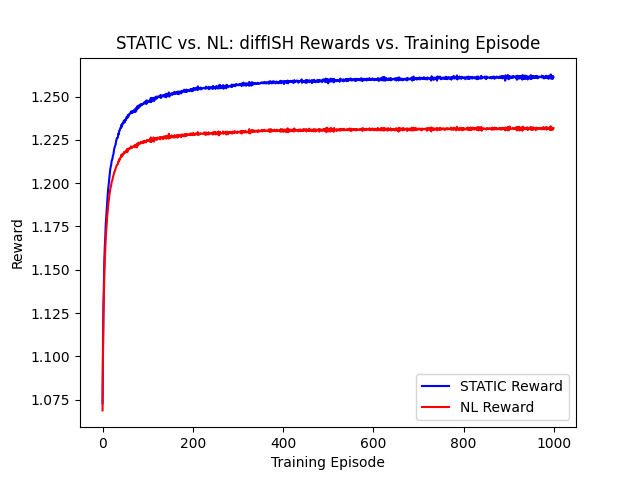 STATIC vs. NL: diffISH Rewards vs. Training Episode
Reward
1.250
1.225
1.200
1.175
1.150
1.125
1.100
1.075
STATIC Reward
NL Reward
0
200
400
600
800
1000
Training Episode